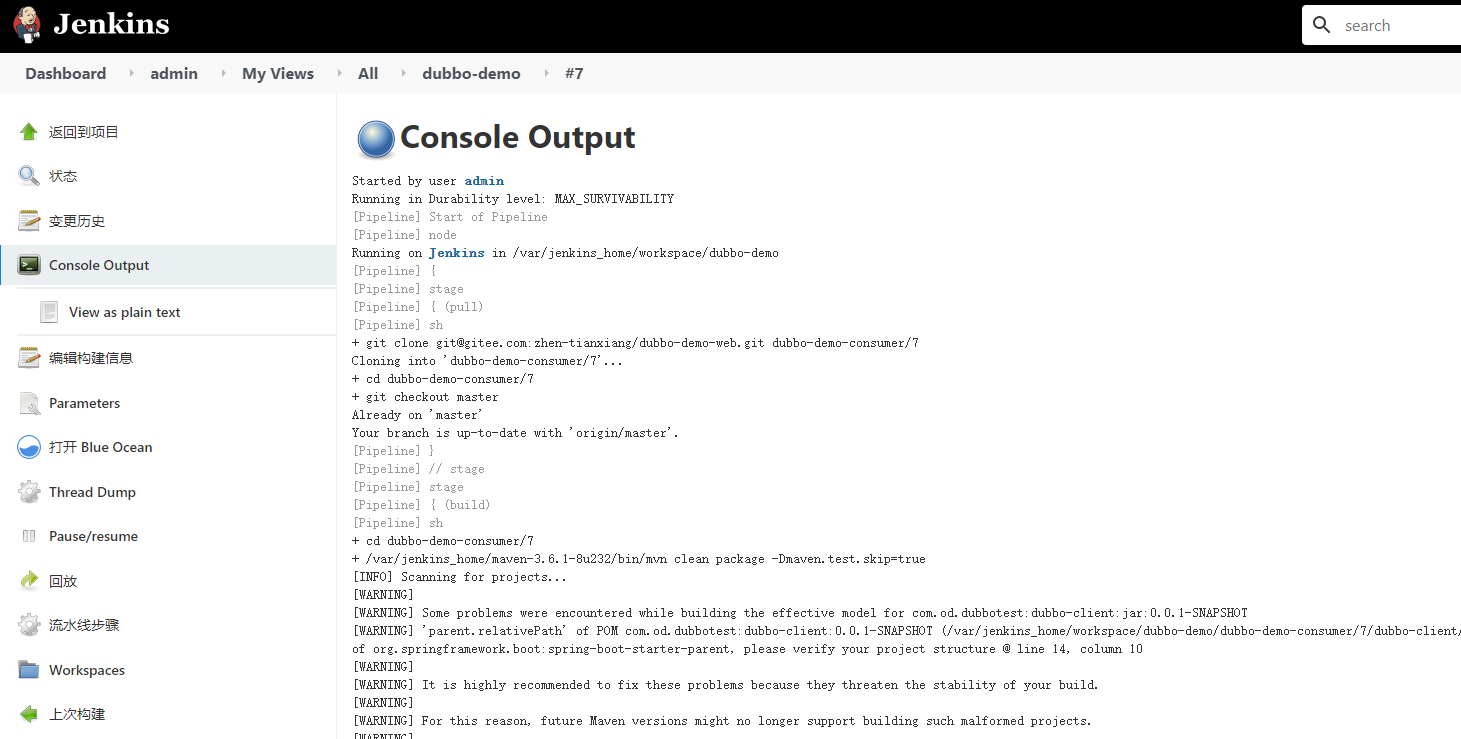 Jenkins
search
Dashboard admin My Views All dubbo-demo #7
返回到项目
状态
变更历史
Console Output
View as plain text
编辑构建信息
Parameters
打开 Blue Ocean
Thread Dump
Pause/resume
回放
流水线步骤
Workspaces
上次构建
Console Output
Started by user admin
Running in Durability level: MAX_SURVIVABILITY
[Pipeline] Start of Pipeline
[Pipeline] node
Running on Jenkins in /var/jenkins_home/workspace/dubbo-demo
[Pipeline] {
[Pipeline] stage
[Pipeline] { (pull)
[Pipeline] sh
+ git clone git@gitee.com:zhen-tianxiang/dubbo-demo-web.git dubbo-demo-consumer/7
Cloning into 'dubbo-demo-consumer/7'...
+ cd dubbo-demo-consumer/7
+ git checkout master
Already on 'master'
Your branch is up-to-date with 'origin/master'.
[Pipeline] }
[Pipeline] // stage
[Pipeline] stage
[Pipeline] { (build)
[Pipeline] sh
+ cd dubbo-demo-consumer/7
+ /var/jenkins_home/maven-3.6.1-8u232/bin/mvn clean package -Dmaven.test.skip=true
[INFO] Scanning for projects...
[WARNING]
[WARNING] Some problems were encountered while building the effective model for com.od.dubbotest:dubbo-client:jar:0.0.1-SNAPSHOT
[WARNING] 'parent.relativePath' of POM com.od.dubbotest:dubbo-client:0.0.1-SNAPSHOT (/var/jenkins_home/workspace/dubbo-demo/dubbo-demo-consumer/7/dubbo-client/
of org.springframework.boot:spring-boot-starter-parent, please verify your project structure @ line 14, column 10
[WARNING]
[WARNING] It is highly recommended to fix these problems because they threaten the stability of your build.
[WARNING]
[WARNING] For this reason, future Maven versions might no longer support building such malformed projects.
[WARNING]